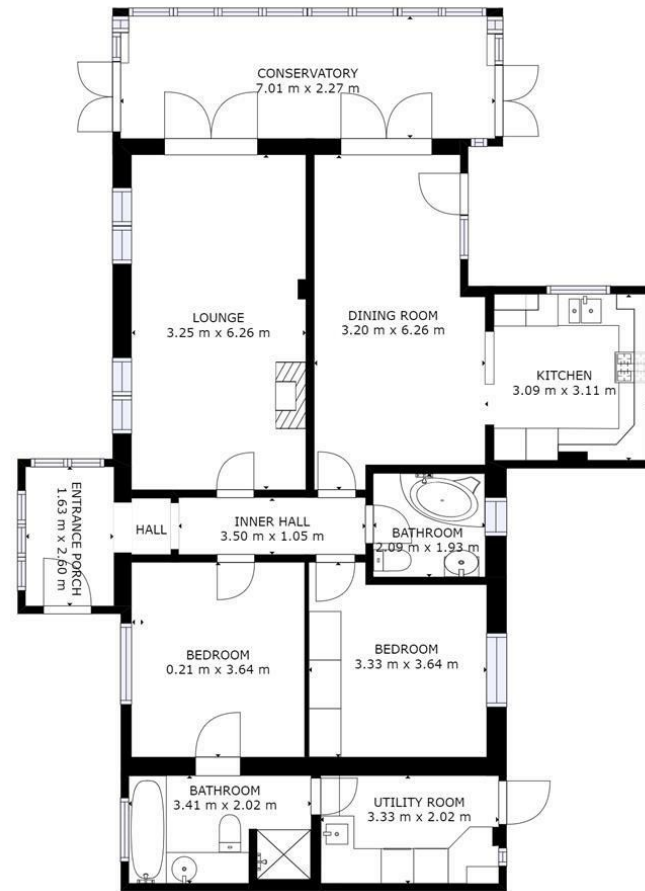 CONSERVATORY
7.01 m x 2.27 m
LOUNGE
3.25 m x 6.26 m
DINING ROOM
3.20 m x 6.26 m
KITCHEN
3.09 m x 3.11 m
ENTRANCE PORCH
1.63 m x 2.60 m
HALL
INNER HALL
3.50 m x 1.05 m
BATHROOM
2.09 m x 1.93 m
BEDROOM
0.21 m x 3.64 m
BEDROOM
3.33 m x 3.64 m
BATHROOM
3.41 m x 2.02 m
UTILITY ROOM
3.33 m x 2.02 m